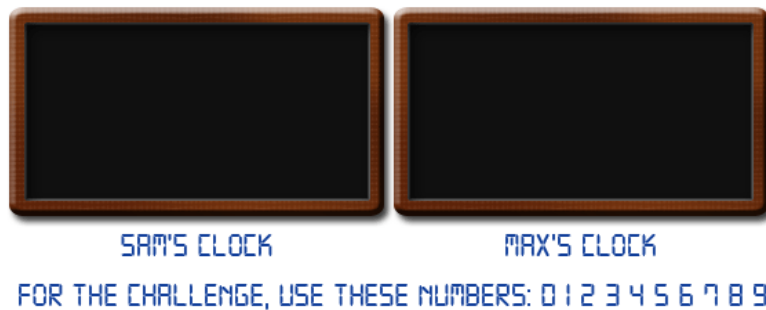 SAM'S CLOCK MAX'S CLOCK
FOR THE CHALLENGE, USE THESE NUMBERS: 0 1 2 3 4 5 6 7 8 9